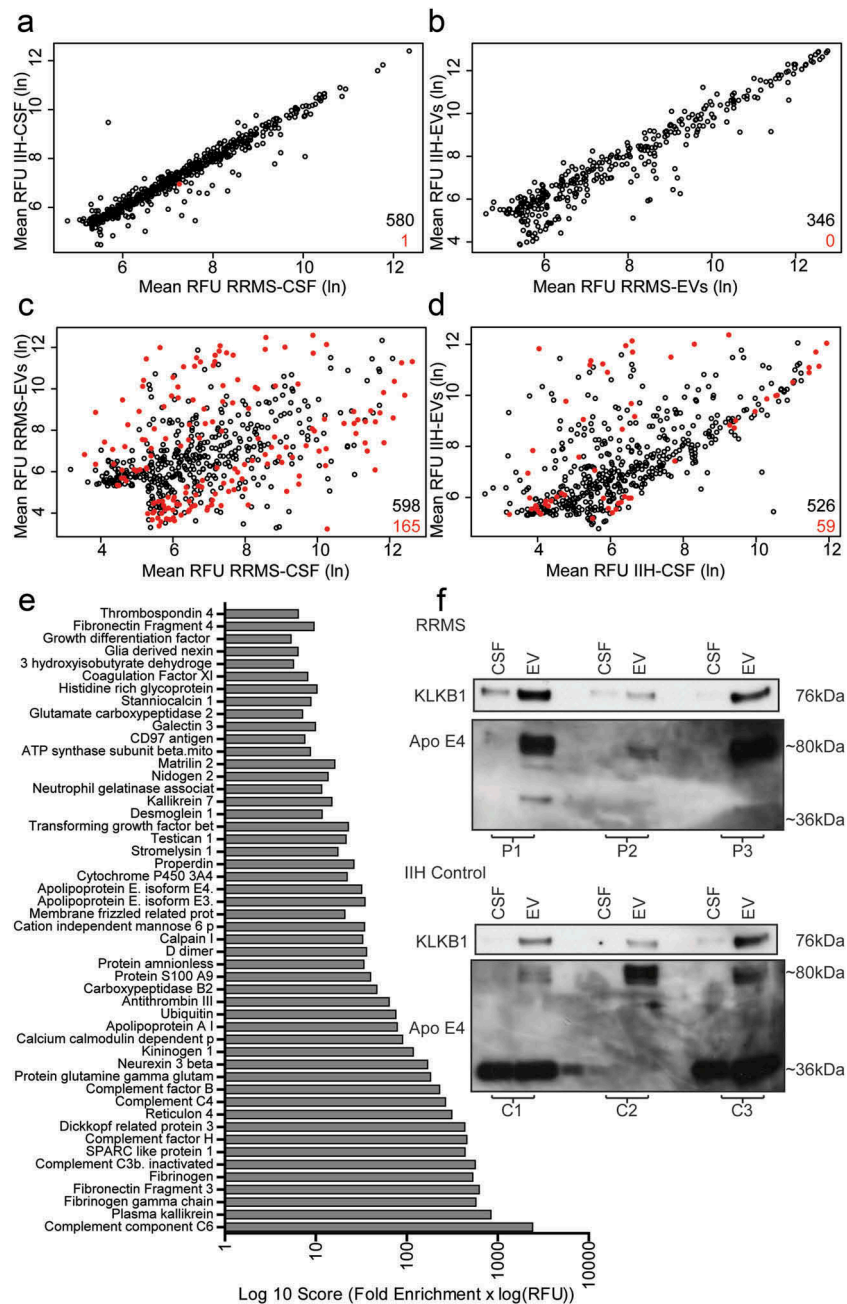 a
Mean RFU IIH-CSF (ln)
12
10
8
6
580
1
6
8
10
12
Mean RFU RRMS-CSF (ln)
b
Mean RFU IIH-EVs (ln)
12
10
8
6
4
346
0
6
8
10
12
Mean RFU RRMS-EVs (ln)
c
Mean RFU RRMS-EVs (ln)
12
10
8
6
4
598
165
4
6
8
10
12
Mean RFU RRMS-CSF (ln)
d
Mean RFU IIH-EVs (ln)
12
10
8
6
526
59
4
6
8
10
12
Mean RFU IIH-CSF (ln)
e
Thrombospondin 4
Fibronectin Fragment 4
Growth differentiation factor
Glia derived nexin
3 hydroxyisobutyrate dehydroge
Coagulation Factor XI
Histidine rich glycoprotein
Stanniocalcin 1
Glutamate carboxypeptidase 2
Galectin 3
CD97 antigen
ATP synthase subunit beta.mito
Matrilin 2
Nidogen 2
Neutrophil gelatinase associat
Kallikrein 7
Desmoglein 1
Transforming growth factor bet
Testican 1
Stromelysin 1
Properdin
Cytochrome P450 3A4
Apolipoprotein E. isoform E4.
Apolipoprotein E. isoform E3.
Membrane frizzled related prot
Cation independent mannose 6 p
Calpain I
D dimer
Protein amnionless
Protein S100 A9
Carboxypeptidase B2
Antithrombin III
Ubiquitin
Apolipoprotein A I
Calcium calmodulin dependent p
Kininogen 1
Neurexin 3 beta
Protein glutamine gamma glutam
Complement factor B
Complement C4
Reticulon 4
Dickkopf related protein 3
Complement factor H
SPARC like protein 1
Complement C3b. inactivated
Fibrinogen
Fibronectin Fragment 3
Fibrinogen gamma chain
Plasma kallikrein
Complement component C6
1
10
100
1000
10000
Log 10 Score (Fold Enrichment x log(RFU))
f
RRMS
CSF EV CSF EV CSF EV
KLKB1 76kDa
Apo E4 ~80kDa
~36kDa
P1 P2 P3
IIH Control
CSF EV CSF EV CSF EV
KLKB1 76kDa
~80kDa
Apo E4
~36kDa
C1 C2 C3